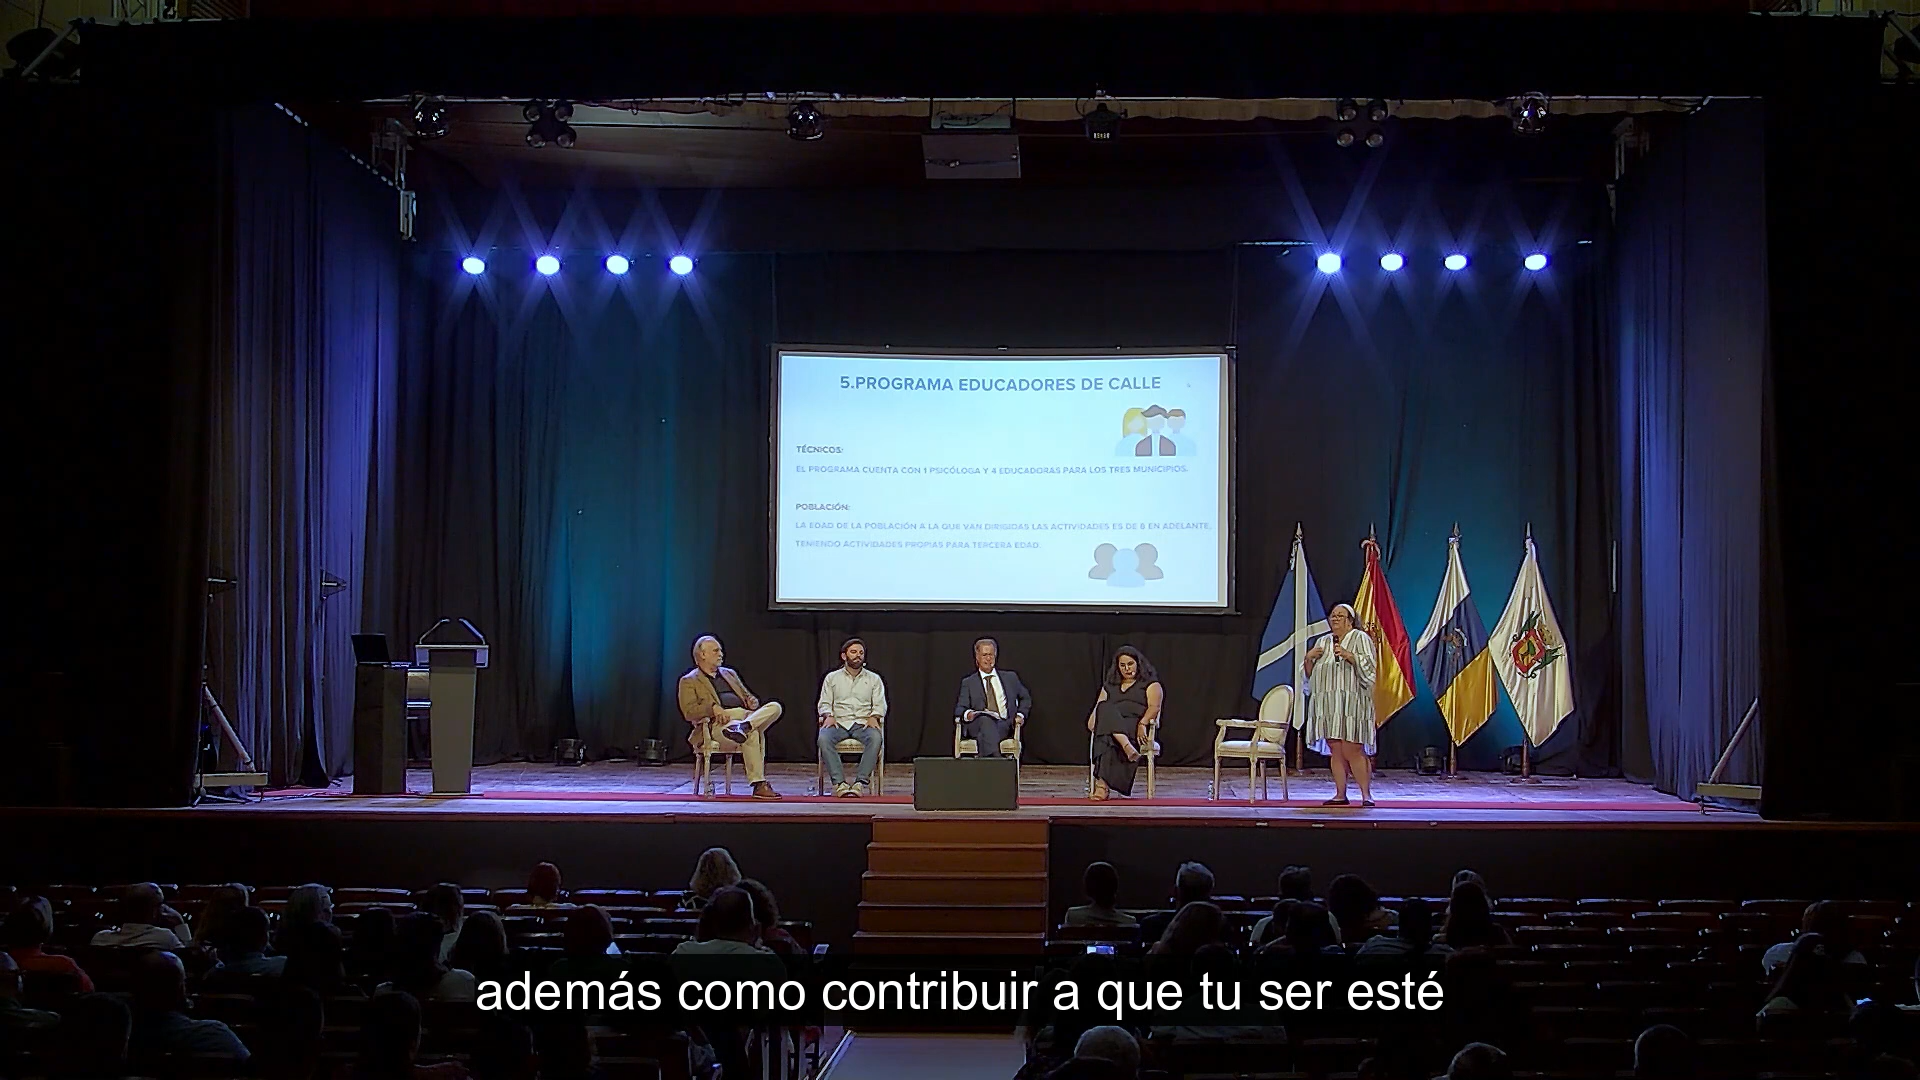 5.PROGRAMA EDUCADORES DE CALLE
TÉCNICOS:
EL PROGRAMA CUENTA CON 1 PSICÓLOGA Y 4 EDUCADORAS PARA LOS TRES MUNICIPIOS.
POBLACIÓN:
LA EDAD DE LA POBLACIÓN A LA QUE VAN DIRIGIDAS LAS ACTIVIDADES ES DE 6 EN ADELANTE,
TENIENDO ACTIVIDADES PROPIAS PARA TERCERA EDAD.
además como contribuir a que tu ser esté